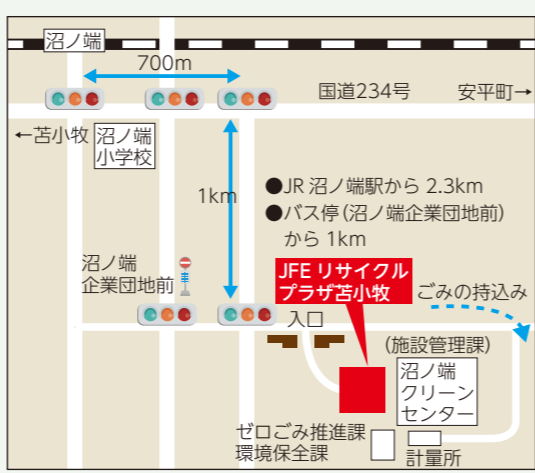 沼ノ端
700m
国道234号
安平町→
←苫小牧
沼ノ端
小学校
1km
●JR 沼ノ端駅から 2.3km
●バス停(沼ノ端企業団地前)
から 1km
沼ノ端
企業団地前
JFE リサイクル
プラザ苫小牧
ごみの持込み
入口
(施設管理課)
沼ノ端
クリーン
センター
ゼロごみ推進課
環境保全課
計量所